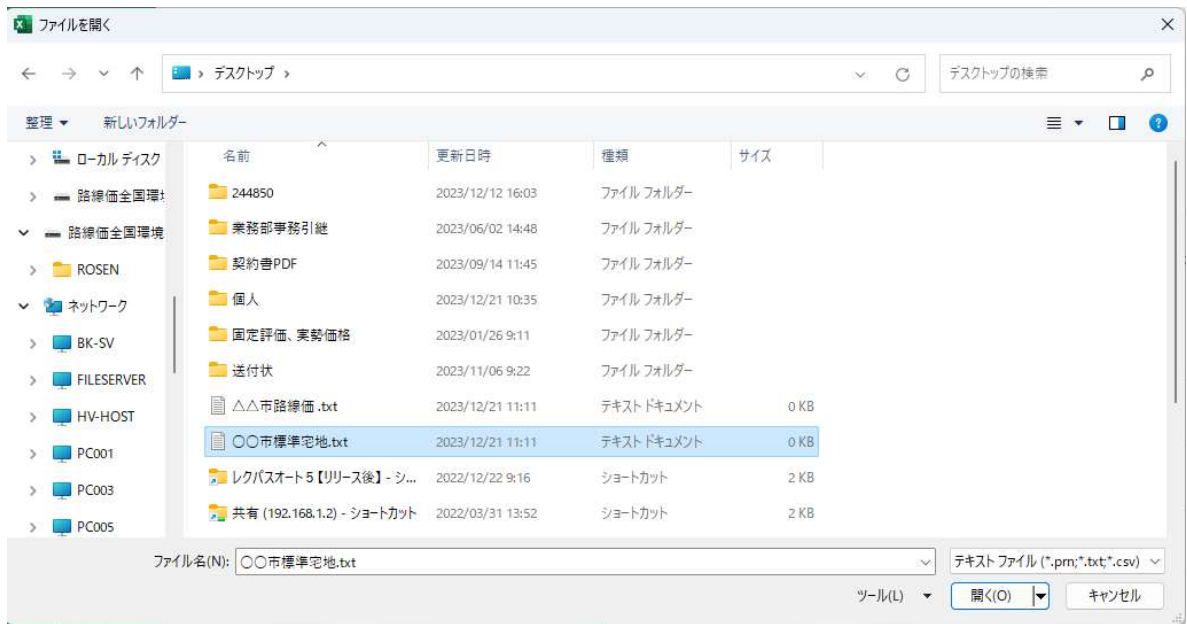 ファイルを開く
デスクトップ
デスクトップの検索
整理
新しいフォルダー
名前 更新日時 種類 サイズ
ローカル ディスク
路線価全国環境
路線価全国環境
ROSEN
ネットワーク
BK-SV
FILESERVER
HV-HOST
PC001
PC003
PC005
244850 2023/12/12 16:03 ファイル フォルダー
業務部事務引継 2023/06/02 14:48 ファイル フォルダー
契約書PDF 2023/09/14 11:45 ファイル フォルダー
個人 2023/12/21 10:35 ファイル フォルダー
固定評価、実勢価格 2023/01/26 9:11 ファイル フォルダー
送付状 2023/11/06 9:22 ファイル フォルダー
△△市路線価.txt 2023/12/21 11:11 テキスト ドキュメント 0 KB
〇〇市標準宅地.txt 2023/12/21 11:11 テキスト ドキュメント 0 KB
レクパスオート5【リリース後】 - シ... 2022/12/22 9:16 ショートカット 2 KB
共有 (192.168.1.2) - ショートカット 2022/03/31 13:52 ショートカット 2 KB
ファイル名(N): 〇〇市標準宅地.txt
テキスト ファイル (*.prn;*.txt;*.csv)
ツール(L)
開く(O)
キャンセル